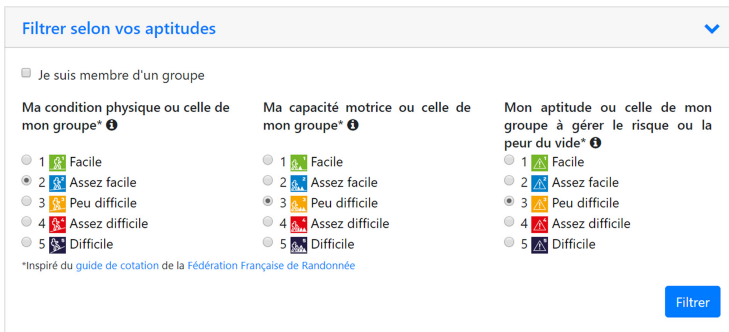 Filtrer selon vos aptitudes
Je suis membre d'un groupe
Ma condition physique ou celle de
mon groupe*
1 Facile
2 Assez facile
3 Peu difficile
4 Assez difficile
5 Difficile
Ma capacité motrice ou celle de
mon groupe*
1 Facile
2 Assez facile
3 Peu difficile
4 Assez difficile
5 Difficile
Mon aptitude ou celle de mon
groupe à gérer le risque ou la
peur du vide*
1 Facile
2 Assez facile
3 Peu difficile
4 Assez difficile
5 Difficile
*Inspiré du guide de cotation de la Fédération Française de Randonnée
Filtrer